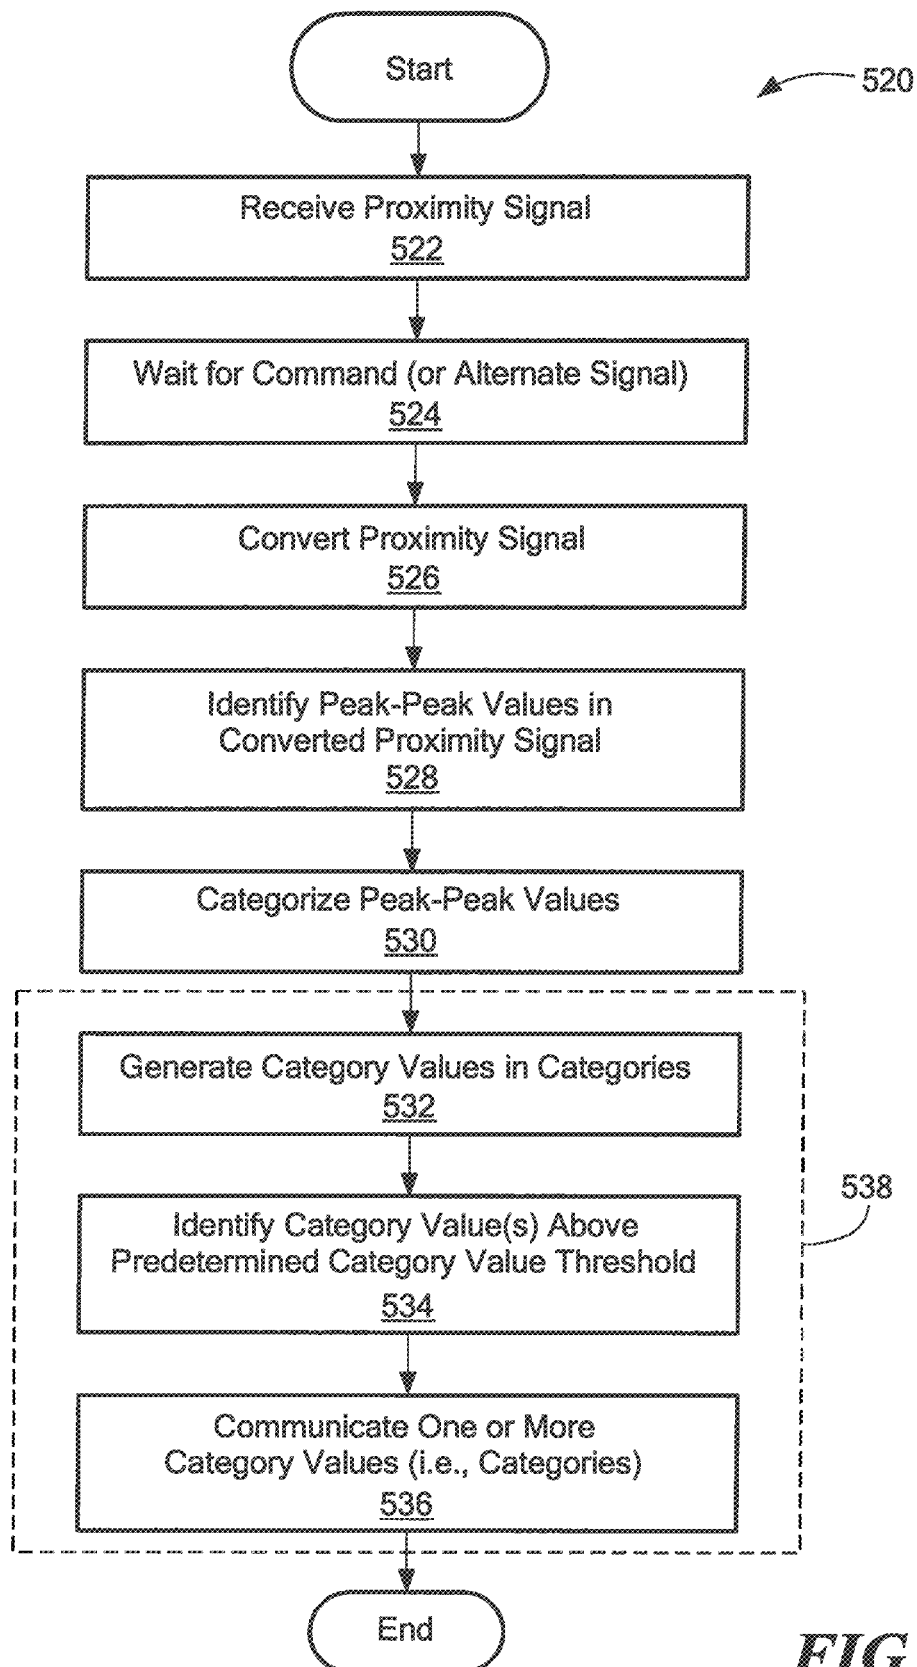 Start
520
Receive Proximity Signal
522
Wait for Command (or Alternate Signal)
524
Convert Proximity Signal
526
Identify Peak-Peak Values in
Converted Proximity Signal
528
Categorize Peak-Peak Values
530
Generate Category Values in Categories
532
538
Identify Category Value(s) Above
Predetermined Category Value Threshold
534
Communicate One or More
Category Values (i.e., Categories)
536
End
FIG